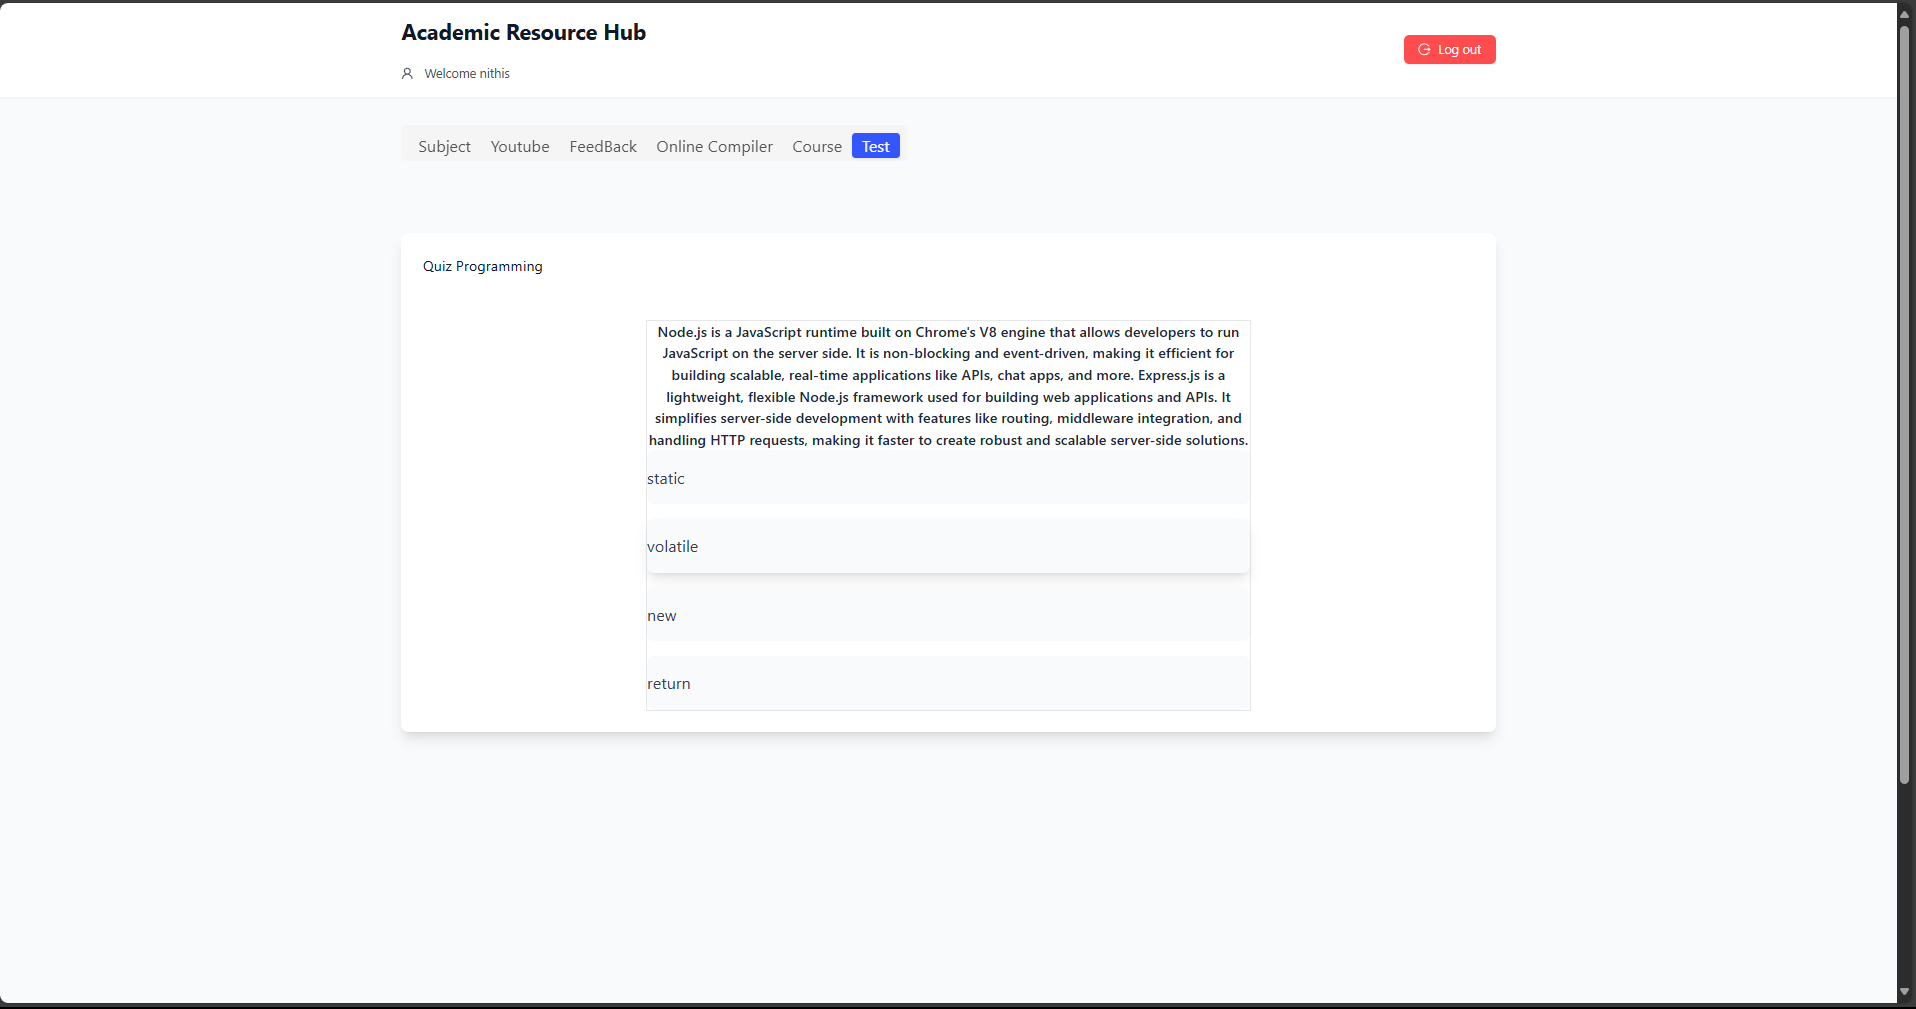 Academic Resource Hub
Welcome nithis
Log out
Subject Youtube FeedBack Online Compiler Course Test
Quiz Programming
Node.js is a JavaScript runtime built on Chrome's V8 engine that allows developers to run
JavaScript on the server side. It is non-blocking and event-driven, making it efficient for
building scalable, real-time applications like APIs, chat apps, and more. Express.js is a
lightweight, flexible Node.js framework used for building web applications and APIs. It
simplifies server-side development with features like routing, middleware integration, and
handling HTTP requests, making it faster to create robust and scalable server-side solutions.
static
volatile
new
return